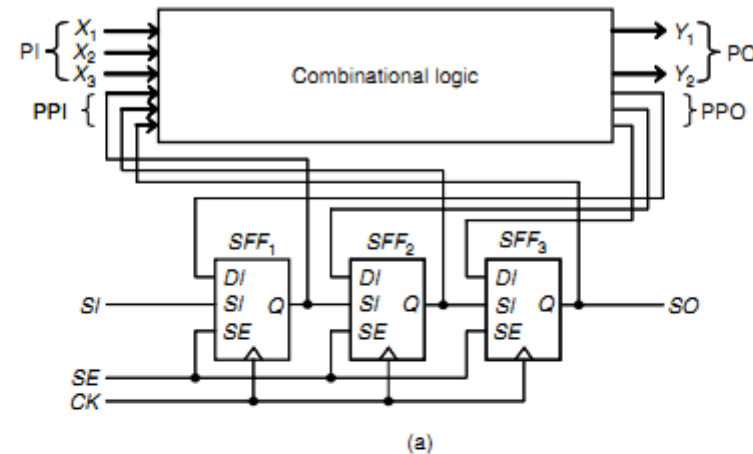 PI { X1 Y1 } PO
X2
X3 Y2
Combinational logic
PPI { } PPO
SFF1 SFF2 SFF3
DI DI DI
SI SI Q SI Q SI Q SO
SE SE SE
SE
CK
(a)